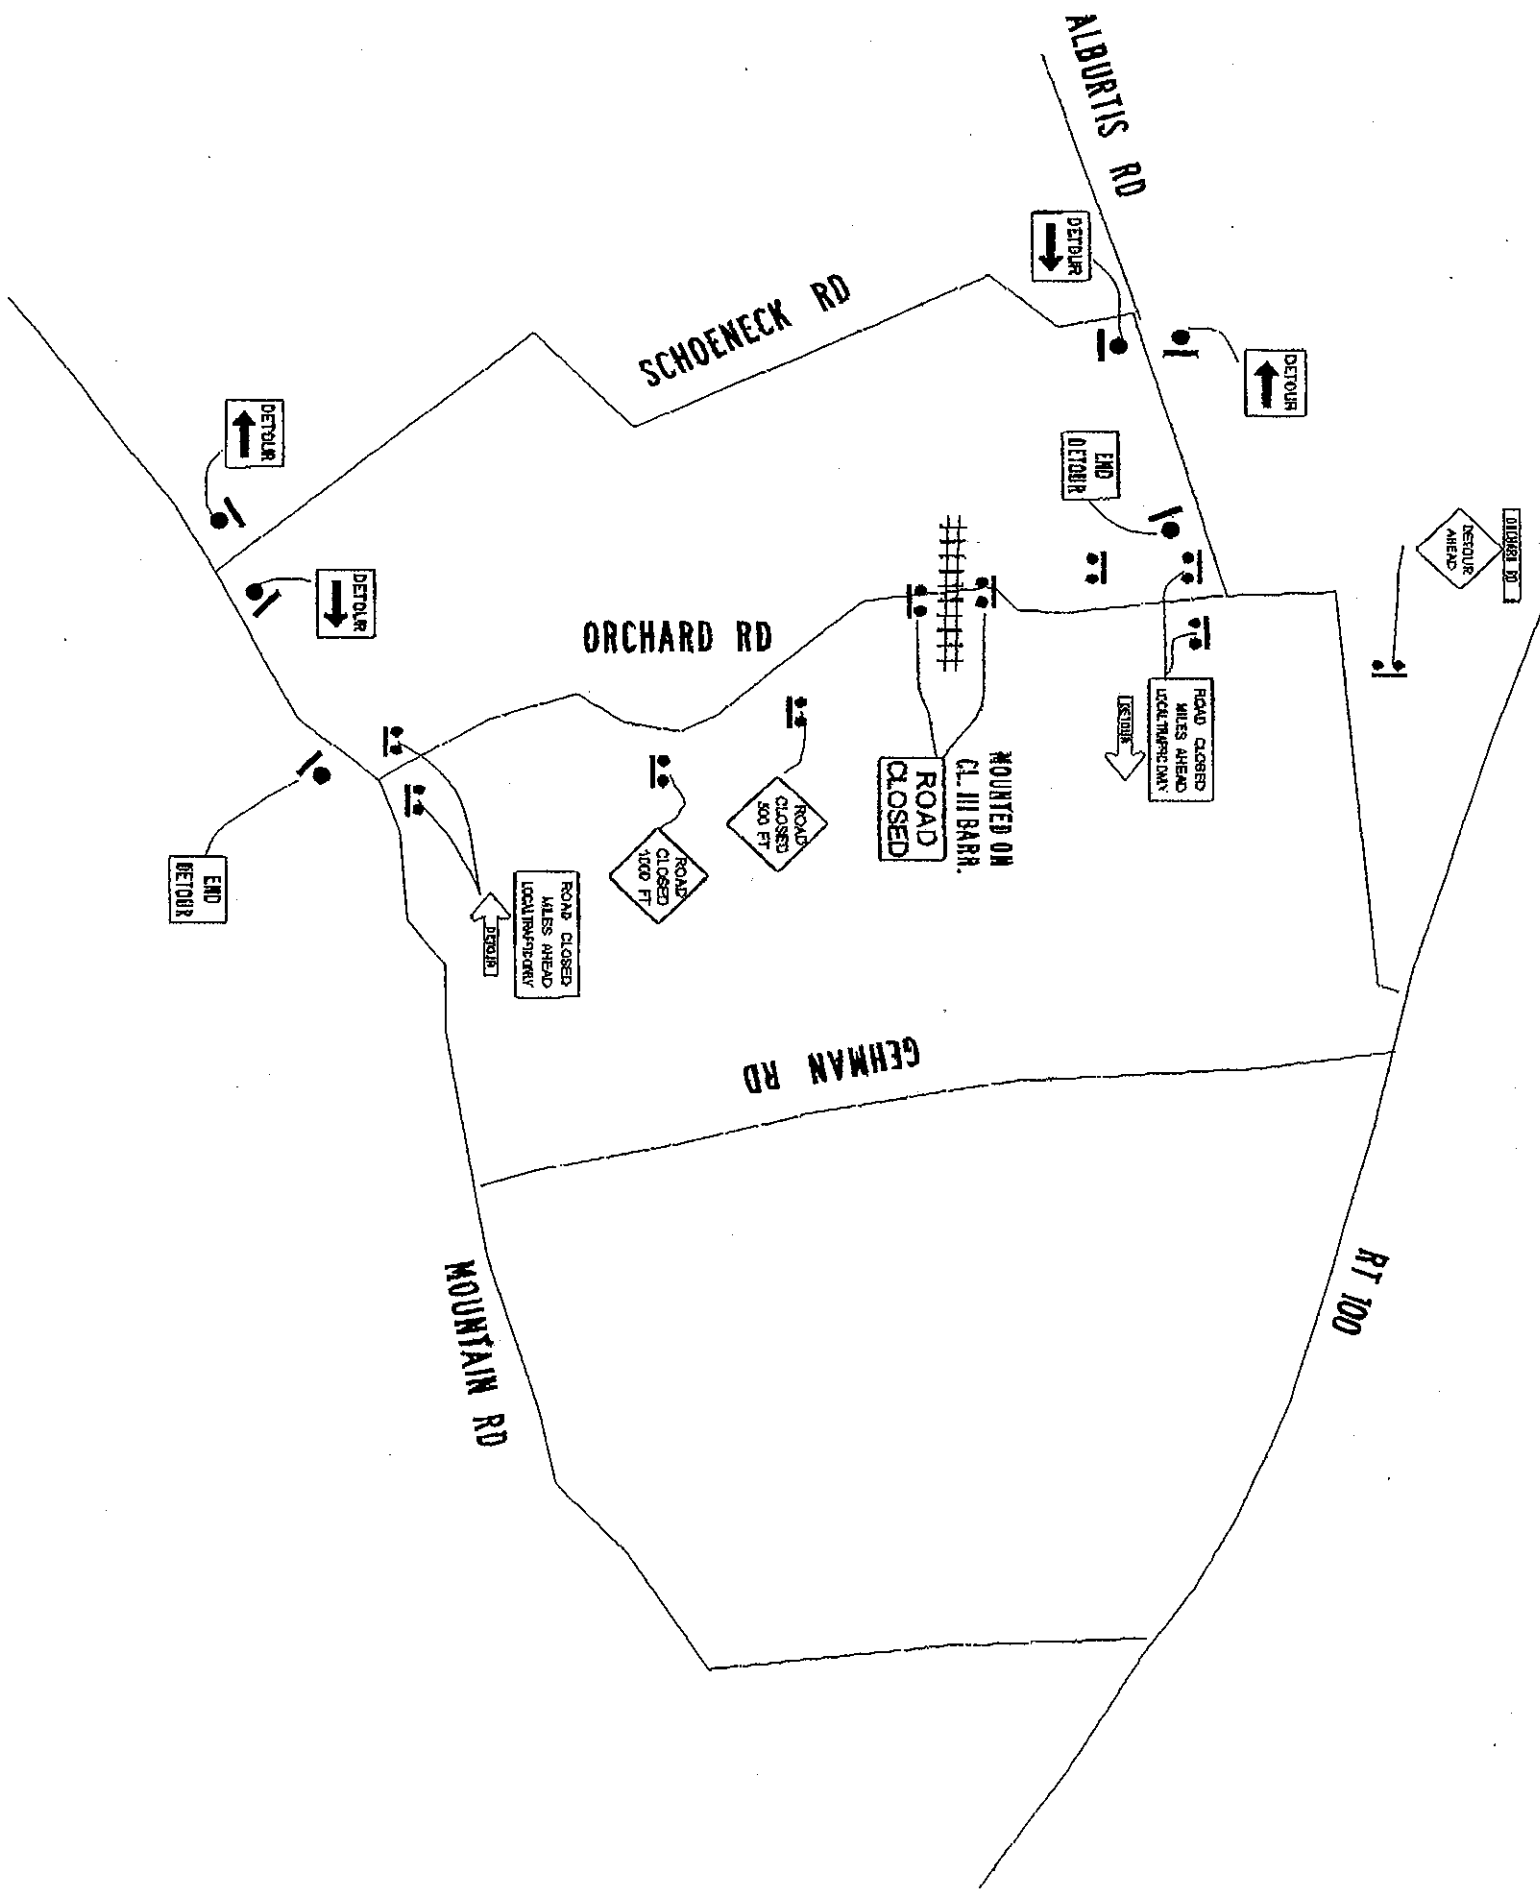 ALBURTIS RD
DETOUR
DETOUR
SCHOENECK RD
END
DETOUR
ORCHARD RD
DETOUR
AHEAD
DETOUR
DETOUR
ORCHARD RD
ROAD CLOSED
MILES AHEAD
LOCAL TRAFFIC ONLY
DETOUR
MOUNTED ON
CL. III BARR.
ROAD
CLOSED
ROAD
CLOSED
500 FT
ROAD
CLOSED
1000 FT
ROAD CLOSED
MILES AHEAD
LOCAL TRAFFIC ONLY
DETOUR
END
DETOUR
GEHMAN RD
RT 100
MOUNTAIN RD